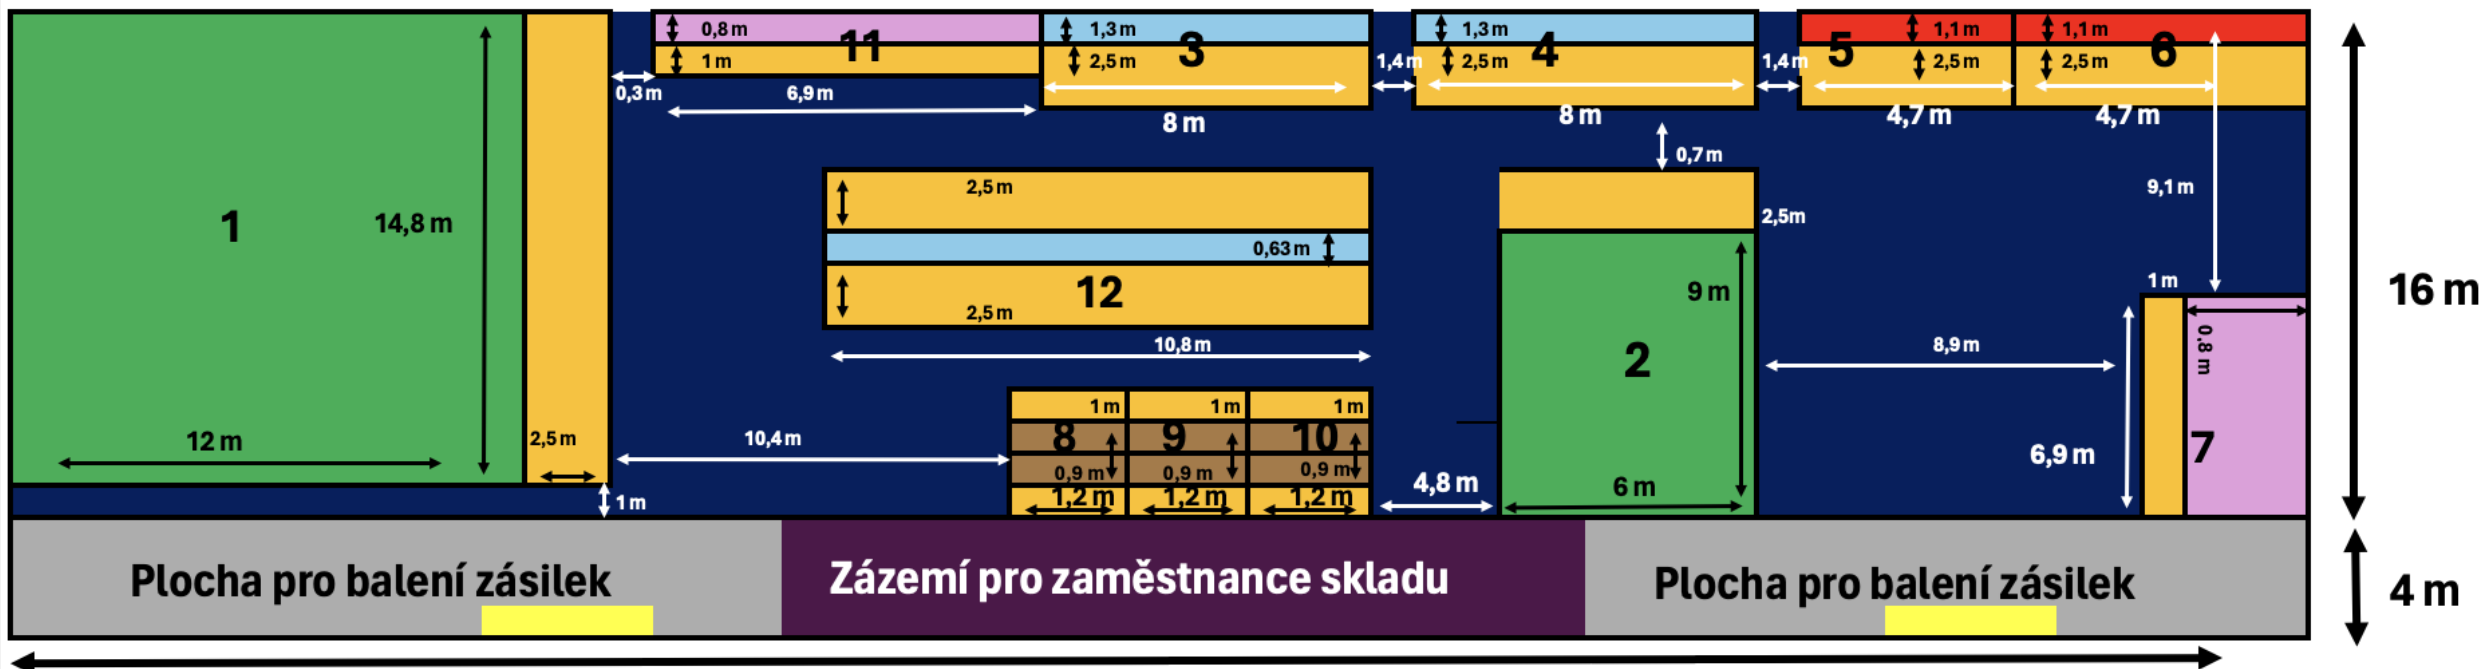 0,8 m
11
1 m
1,3 m
3
2,5 m
1,4 m
1,3 m
4
2,5 m
1,4 m
1,1 m
5
2,5 m
1,1 m
6
2,5 m
0,3 m
6,9 m
8 m
8 m
4,7 m
4,7 m
0,7 m
1
14,8 m
2,5 m
0,63 m
12
2,5 m
2,5m
9 m
9,1 m
1 m
0,8 m
10,8 m
2
8,9 m
12 m
2,5 m
10,4 m
1 m
1 m
1 m
8
9
10
0,9 m
0,9 m
0,9 m
1,2 m
1,2 m
1,2 m
4,8 m
6 m
6,9 m
7
1 m
16 m
Plocha pro balení zásilek
Zázemí pro zaměstnance skladu
Plocha pro balení zásilek
4 m